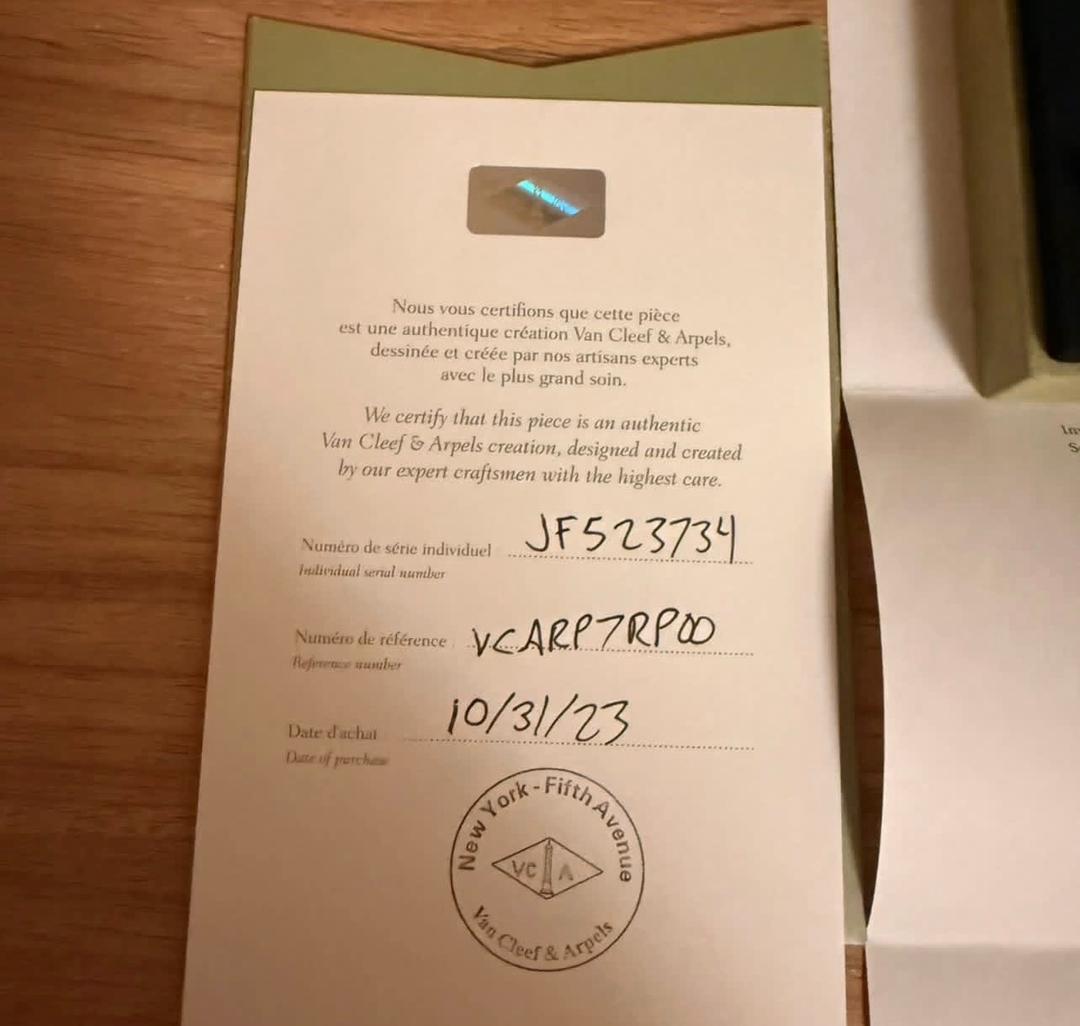 Nous vous certifions que cette pièce
est une authentique création Van Cleef & Arpels,
dessinée et créée par nos artisans experts
avec le plus grand soin.
We certify that this piece is an authentic
Van Cleef & Arpels creation, designed and created
by our expert craftsmen with the highest care.
Numéro de série individuel JF523734
Individual serial number
Numéro de référence VCARP7RP00
Reference number
Date d'achat 10/31/23
Date of purchase
New York - Fifth Avenue
VC A
Van Cleef & Arpels